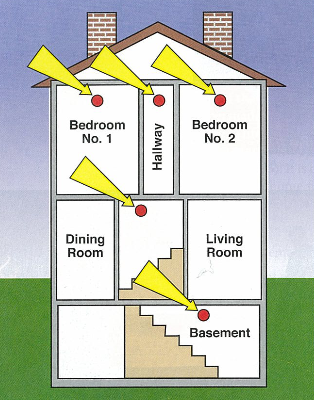 Bedroom
No. 1
Hallway
Bedroom
No. 2
Dining
Room
Living
Room
Basement